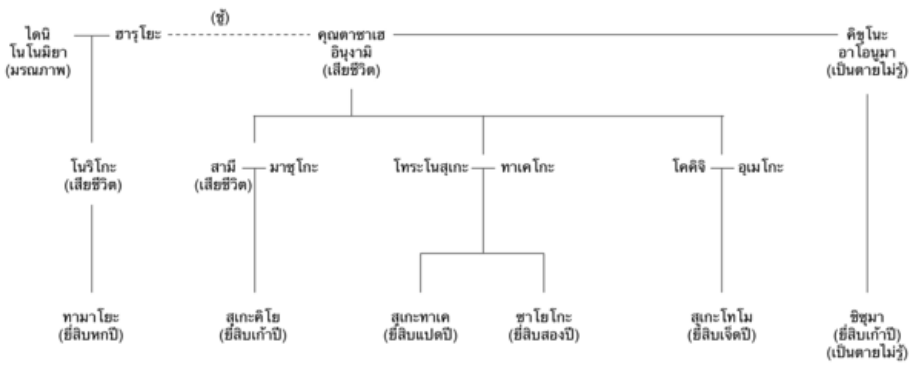 (ชู้)
ไดนิ
โนโนมิยา
(มรณภาพ)
ฮารุโยะ
คุณตาซาเฮ
อินุงามิ
(เสียชีวิต)
คิขุโนะ
อาโอนูมา
(เป็นตายไม่รู้)
โนริโกะ
(เสียชีวิต)
สามี
(เสียชีวิต)
มาซุโกะ
โทระโนสุเกะ
ทาเคโกะ
โคคิจิ
อุเมโกะ
ทามาโยะ
(ยี่สิบหกปี)
สุเกะคิโย
(ยี่สิบเก้าปี)
สุเกะทาเค
(ยี่สิบแปดปี)
ซาโยโกะ
(ยี่สิบสองปี)
สุเกะโทโม
(ยี่สิบเจ็ดปี)
ชิซุมา
(ยี่สิบเก้าปี)
(เป็นตายไม่รู้)